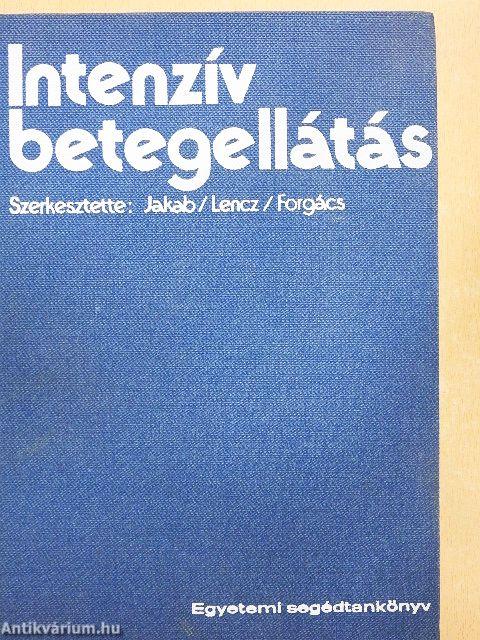 Intenzív
betegellátás
Szerkesztette: Jakab/Lencz/Forgács
Egyetemi segédtankönyv
Antikvárium.hu